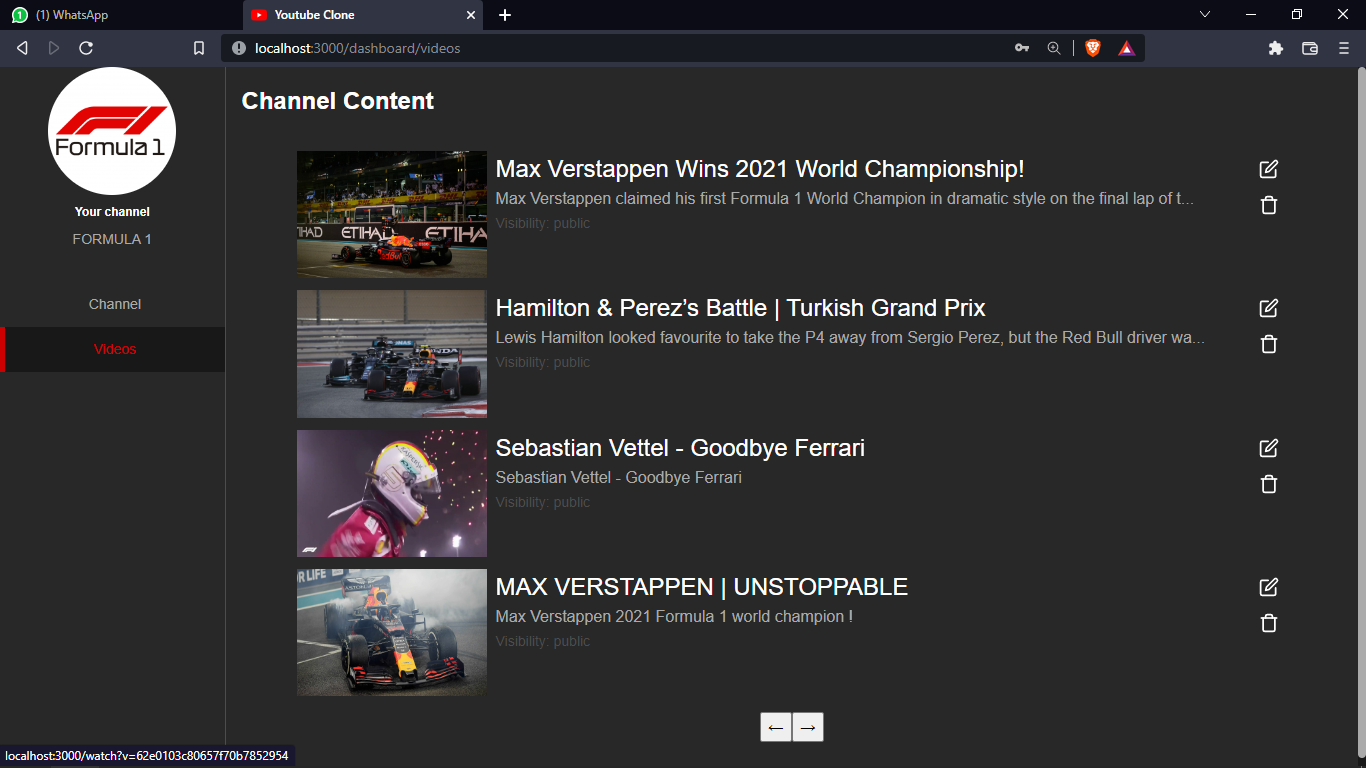 1 (1) WhatsApp
Youtube Clone
localhost:3000/dashboard/videos
Formula 1
Your channel
FORMULA 1
Channel
Videos
Channel Content
ETIHAD
Max Verstappen Wins 2021 World Championship!
Max Verstappen claimed his first Formula 1 World Champion in dramatic style on the final lap of t...
Visibility: public
Hamilton & Perez’s Battle | Turkish Grand Prix
Lewis Hamilton looked favourite to take the P4 away from Sergio Perez, but the Red Bull driver wa...
Visibility: public
Sebastian Vettel - Goodbye Ferrari
Sebastian Vettel - Goodbye Ferrari
Visibility: public
MAX VERSTAPPEN | UNSTOPPABLE
Max Verstappen 2021 Formula 1 world champion !
Visibility: public
← →
localhost:3000/watch?v=62e0103c80657f70b7852954